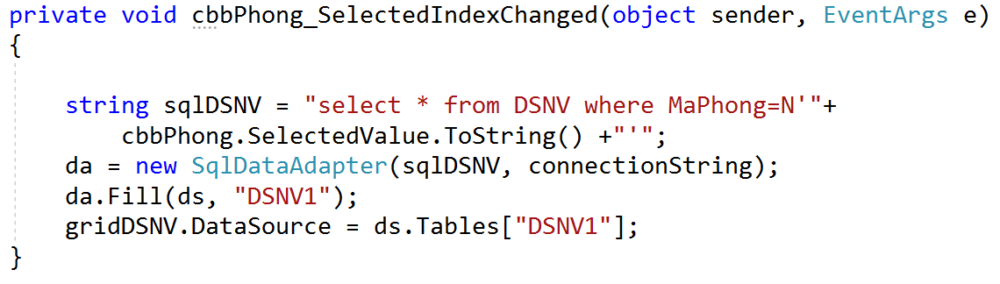 private void cbbPhong_SelectedIndexChanged(object sender, EventArgs e)
{
string sqlDSNV = "select * from DSNV where MaPhong=N'"+
cbbPhong.SelectedValue.ToString() +"'";
da = new SqlDataAdapter(sqlDSNV, connectionString);
da.Fill(ds, "DSNV1");
gridDSNV.DataSource = ds.Tables["DSNV1"];
}